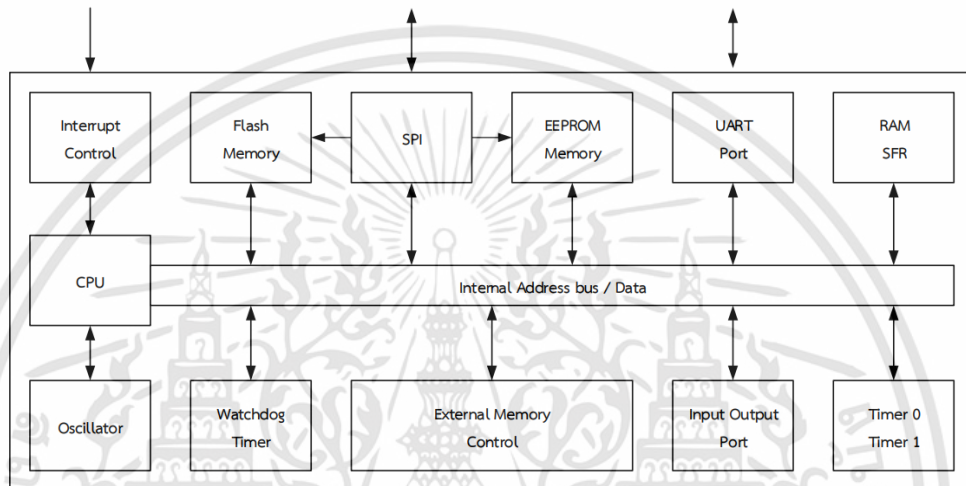 Interrupt
Control
Flash
Memory
SPI
EEPROM
Memory
UART
Port
RAM
SFR
CPU
Internal Address bus / Data
Oscillator
Watchdog
Timer
External Memory
Control
Input Output
Port
Timer 0
Timer 1